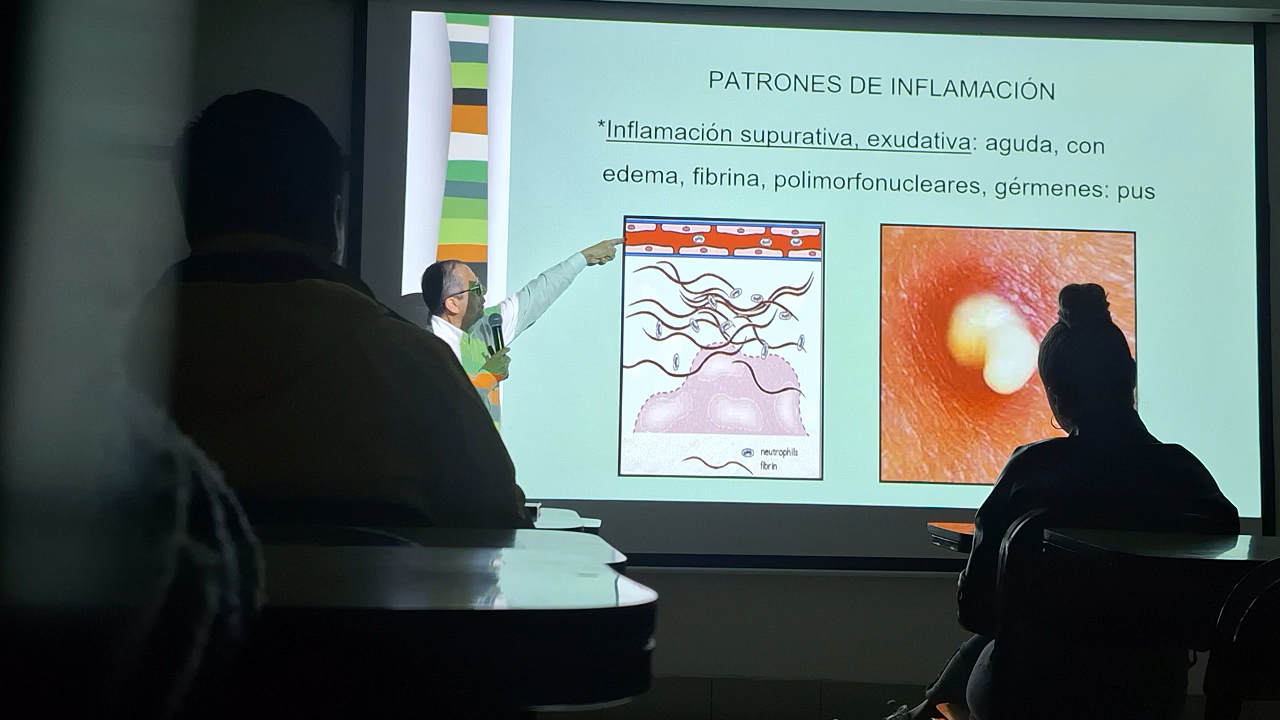 PATRONES DE INFLAMACIÓN
*Inflamación supurativa, exudativa: aguda, con
edema, fibrina, polimorfonucleares, gérmenes: pus
neutrophils
fibrin